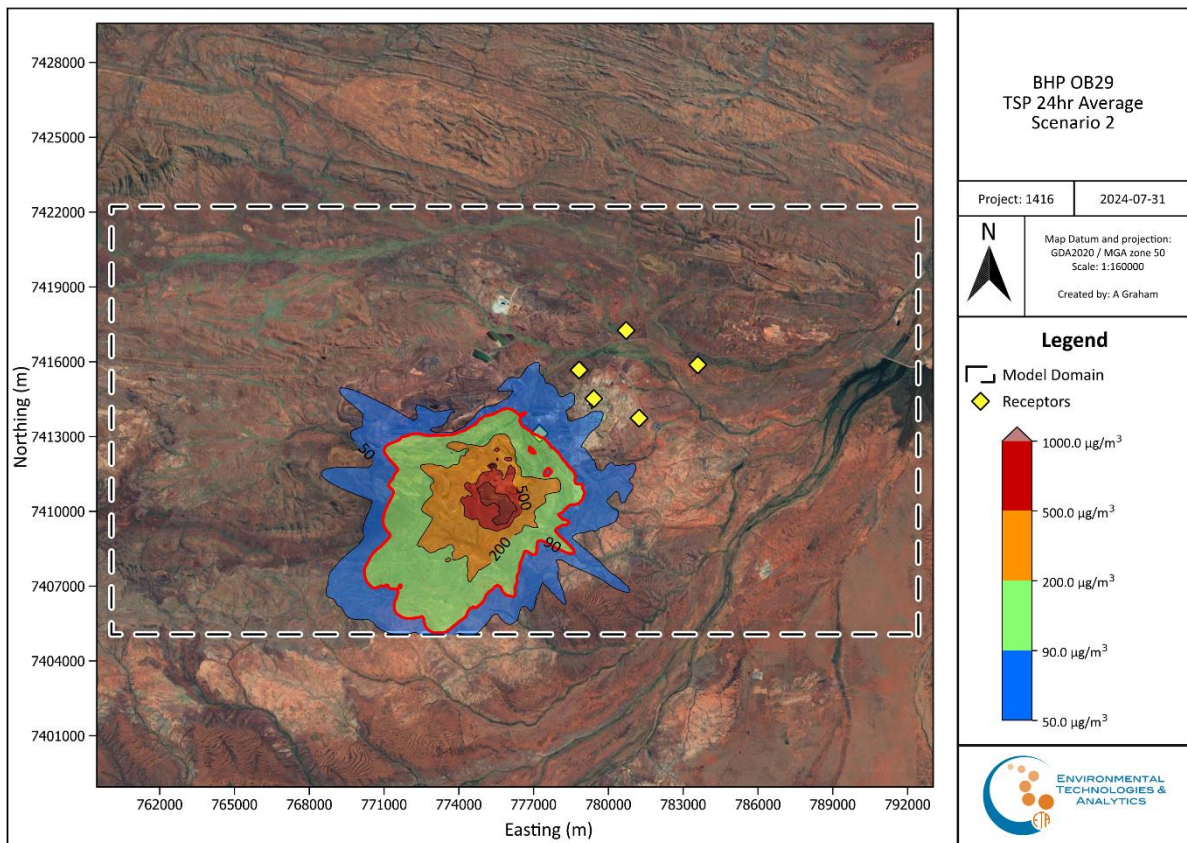 BHP OB29
TSP 24hr Average
Scenario 2
Project: 1416
2024-07-31
N
Map Datum and projection:
GDA2020 / MGA zone 50
Scale: 1:160000
Created by: A Graham
Legend
Model Domain
Receptors
1000.0 µg/m³
500.0 µg/m³
200.0 µg/m³
90.0 µg/m³
50.0 µg/m³
ENVIRONMENTAL
TECHNOLOGIES &
ANALYTICS
ETA
Northing (m)
7428000
7425000
7422000
7419000
7416000
7413000
7410000
7407000
7404000
7401000
50
500
200
90
762000 765000 768000 771000 774000 777000 780000 783000 786000 789000 792000
Easting (m)